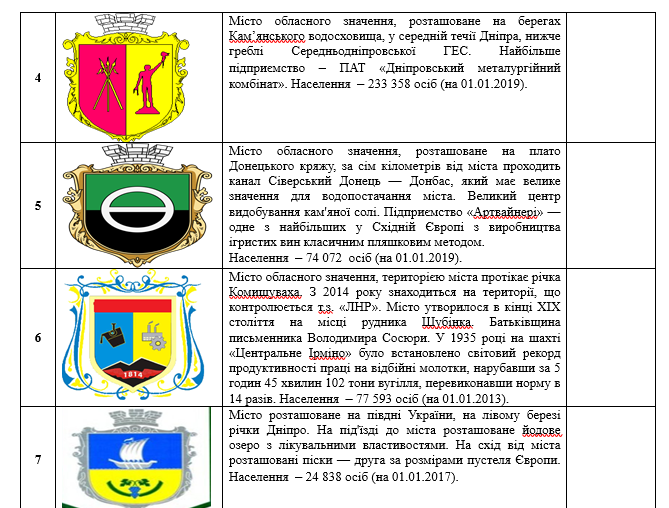 4
Місто обласного значення, розташоване на берегах
Кам’янського водосховища, у середній течії Дніпра, нижче
греблі Середньодніпровської ГЕС. Найбільше
підприємство – ПАТ «Дніпровський металургійний
комбінат». Населення – 233 358 осіб (на 01.01.2019).
5
Місто обласного значення, розташоване на плато
Донецького кряжу, за сім кілометрів від міста проходить
канал Сіверський Донець — Донбас, який має велике
значення для водопостачання міста. Великий центр
видобування кам'яної солі. Підприємство «Артвайнері» —
одне з найбільших у Східній Європі з виробництва
ігристих вин класичним пляшковим методом.
Населення – 74 072 осіб (на 01.01.2019).
6
1814
Місто обласного значення, територією міста протікає річка
Комишуваха. З 2014 року знаходиться на території, що
контролюється т.з. «ЛНР». Місто утворилося в кінці XIX
століття на місці рудника Шубінка. Батьківщина
письменника Володимира Сосюри. У 1935 році на шахті
«Центральне Ірміно» було встановлено світовий рекорд
продуктивності праці на відбійні молотки, нарубавши за 5
годин 45 хвилин 102 тони вугілля, перевиконавши норму в
14 разів. Населення – 77 593 осіб (на 01.01.2013).
7
Місто розташоване на півдні України, на лівому березі
річки Дніпро. На під'їзді до міста розташоване йодове
озеро з лікувальними властивостями. На схід від міста
розташовані піски — друга за розмірами пустеля Європи.
Населення – 24 838 осіб (на 01.01.2017).